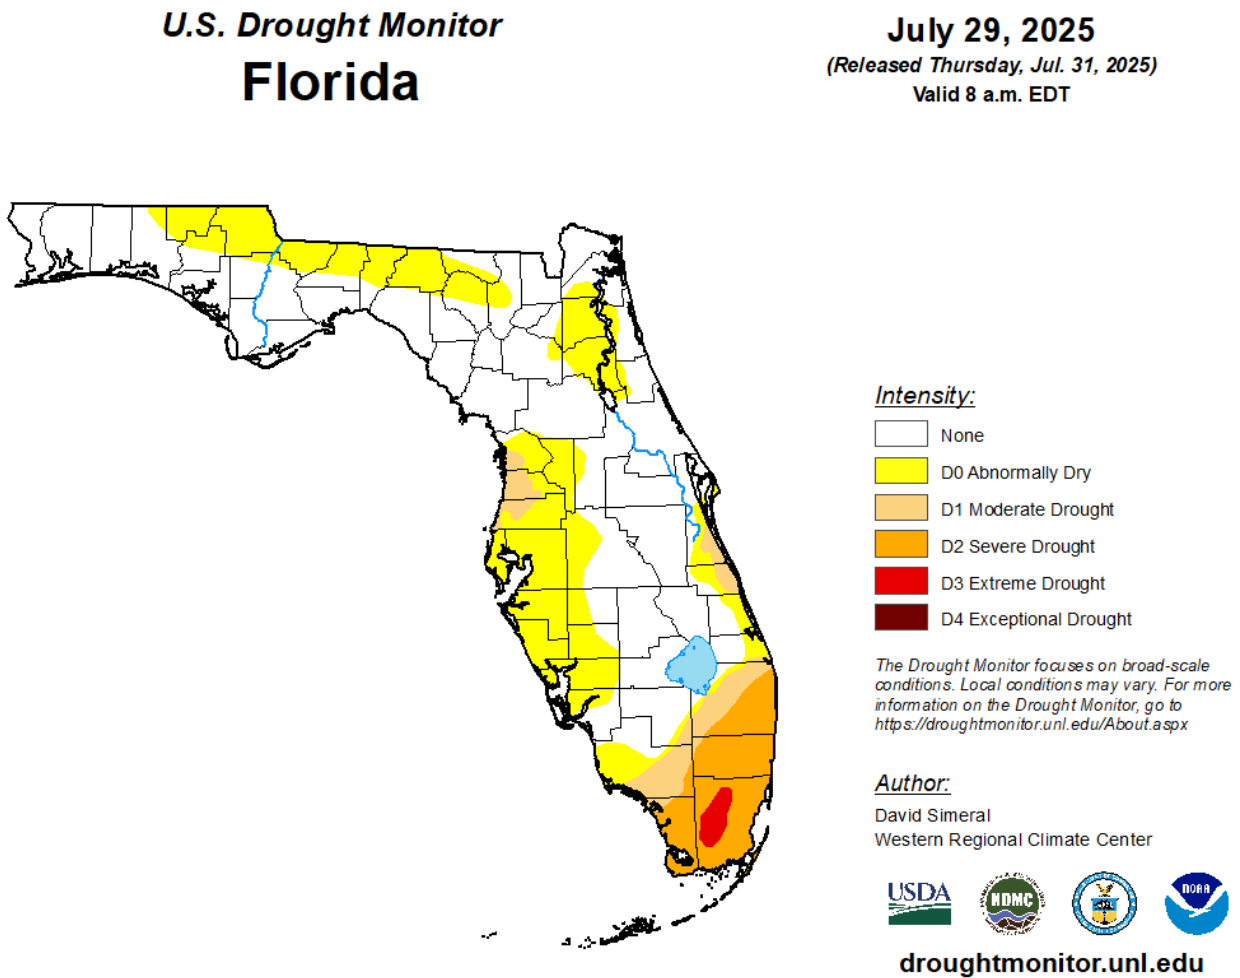 U.S. Drought Monitor
Florida
July 29, 2025
(Released Thursday, Jul. 31, 2025)
Valid 8 a.m. EDT
Intensity:
None
D0 Abnormally Dry
D1 Moderate Drought
D2 Severe Drought
D3 Extreme Drought
D4 Exceptional Drought
The Drought Monitor focuses on broad-scale
conditions. Local conditions may vary. For more
information on the Drought Monitor, go to
https://droughtmonitor.unl.edu/About.aspx
Author:
David Simeral
Western Regional Climate Center
USDA
NDMC
NOAA
droughtmonitor.unl.edu